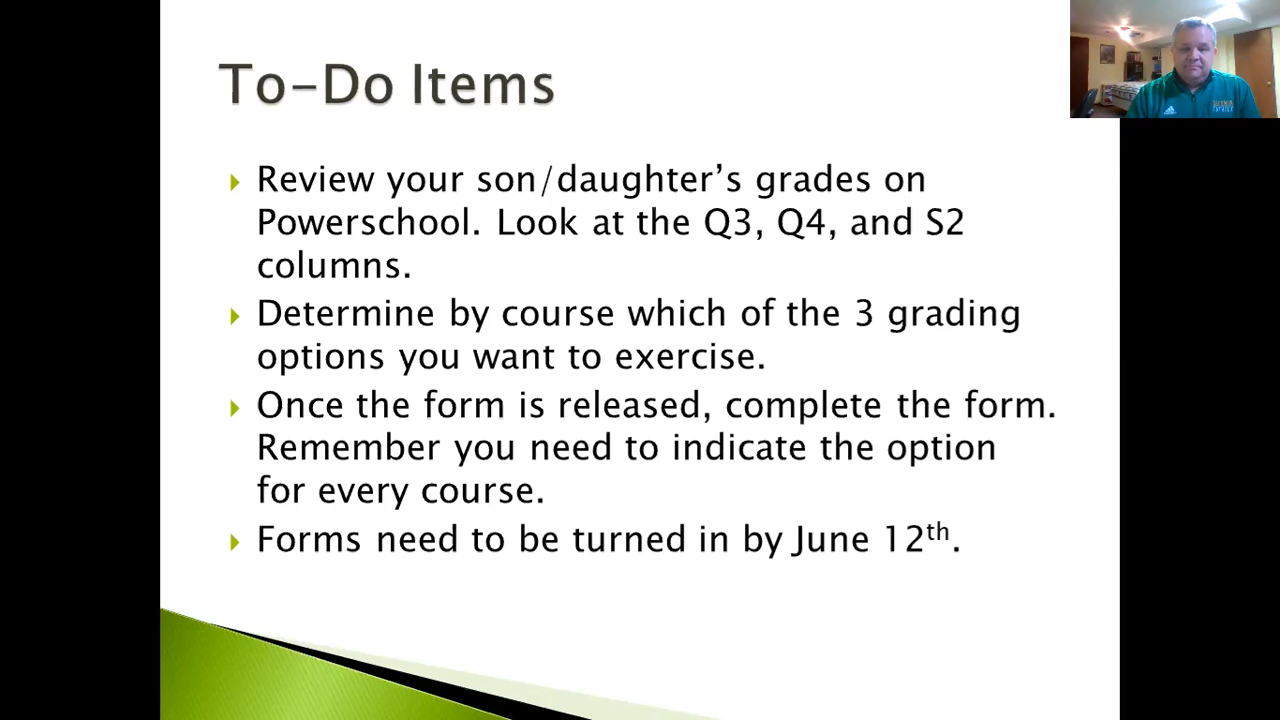 To-Do Items
Review your son/daughter's grades on
Powerschool. Look at the Q3, Q4, and S2
columns.
Determine by course which of the 3 grading
options you want to exercise.
Once the form is released, complete the form.
Remember you need to indicate the option
for every course.
Forms need to be turned in by June 12th.